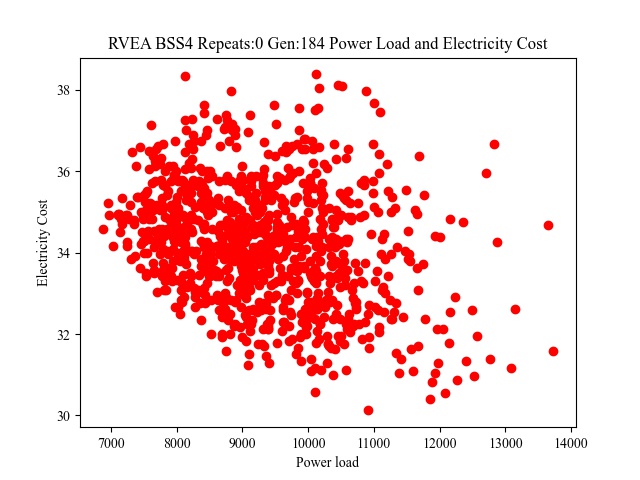 RVEA BSS4 Repeats:0 Gen:184 Power Load and Electricity Cost
38
36
34
32
30
Electricity Cost
7000 8000 9000 10000 11000 12000 13000 14000
Power load